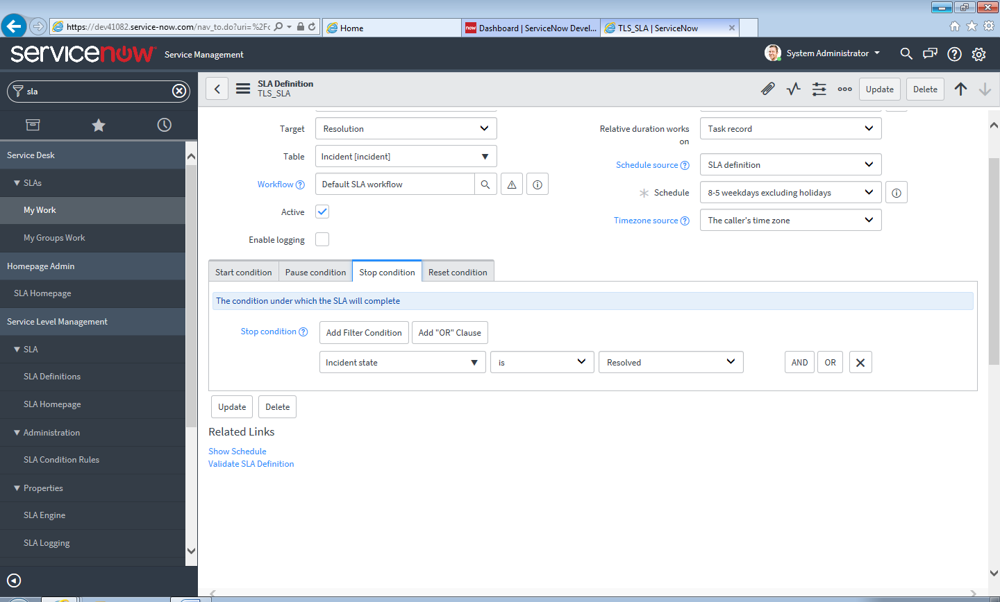 https://dev41082.service-now.com/nav_to.do?uri=%2Fc
Home
Dashboard | ServiceNow Devel...
TLS_SLA | ServiceNow
servicenow
Service Management
System Administrator
sla
Service Desk
SLAs
My Work
My Groups Work
Homepage Admin
SLA Homepage
Service Level Management
SLA
SLA Definitions
SLA Homepage
Administration
SLA Condition Rules
Properties
SLA Engine
SLA Logging
SLA Definition
TLS_SLA
Update
Delete
Target
Resolution
Table
Incident [incident]
Workflow
Default SLA workflow
Active
Enable logging
Relative duration works
on
Task record
Schedule source
SLA definition
Schedule
8-5 weekdays excluding holidays
Timezone source
The caller's time zone
Start condition
Pause condition
Stop condition
Reset condition
The condition under which the SLA will complete
Stop condition
Add Filter Condition
Add "OR" Clause
Incident state
is
Resolved
AND
OR
Update
Delete
Related Links
Show Schedule
Validate SLA Definition